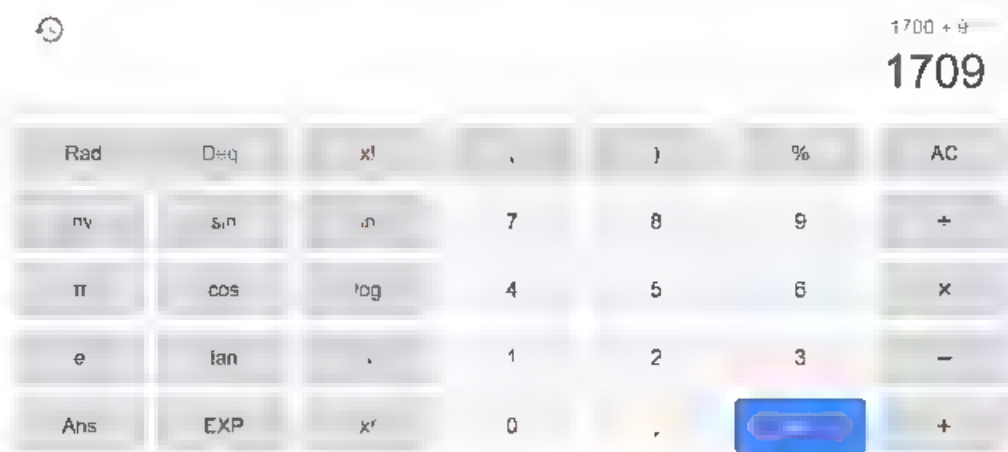 1700 + 9
1709
Rad Deg x! ) % AC
sin 7 8 9 ÷
π cos log 4 5 6 ×
e tan 1 2 3 −
Ans EXP 0 , +